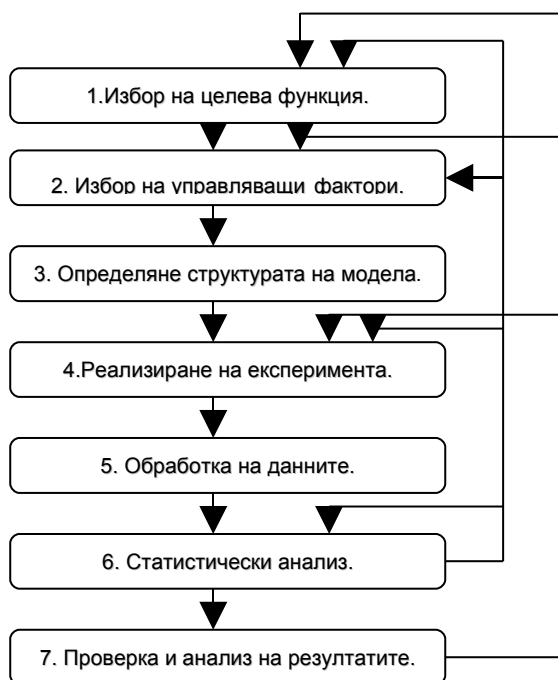 1.Избор на целева функция.
2. Избор на управляващи фактори.
3. Определяне структурата на модела.
4.Реализиране на експеримента.
5. Обработка на данните.
6. Статистически анализ.
7. Проверка и анализ на резултатите.